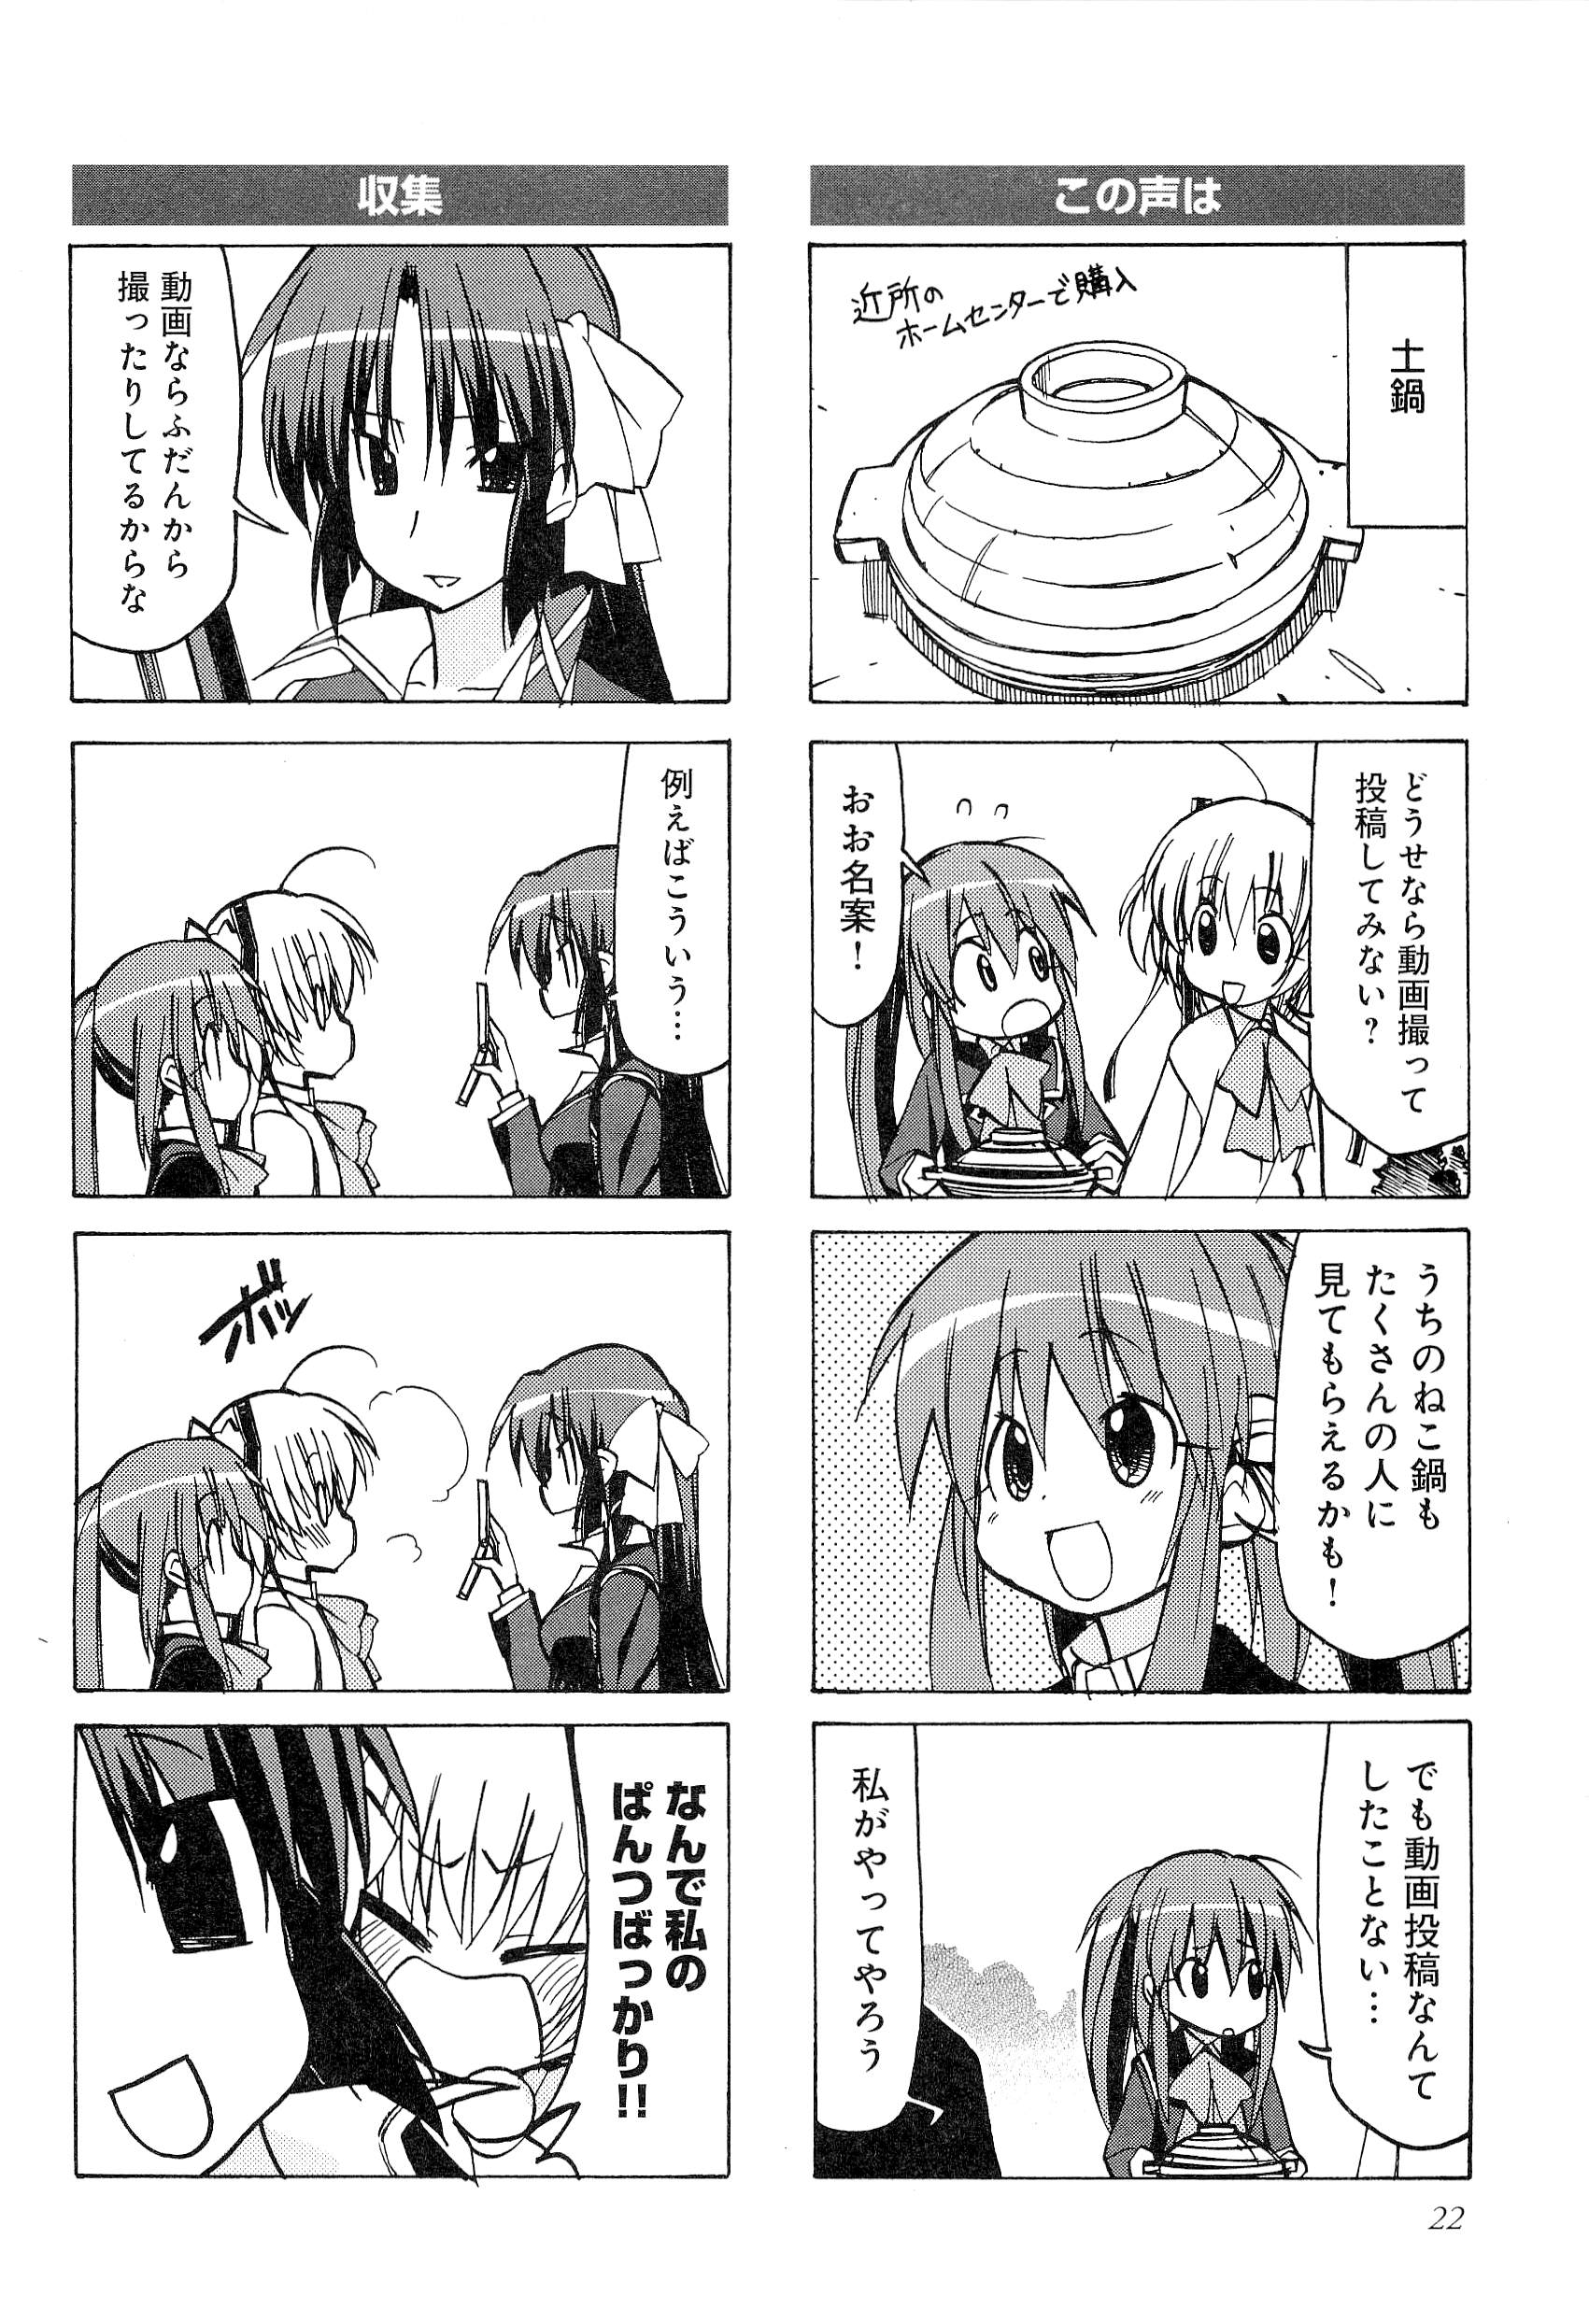 この声は
土鍋
近所の
ホームセンターで購入
どうせなら動画撮って
投稿してみない?
おお名案!
うちのねこ鍋も
たくさんの人に
見てもらえるかも!
でも動画投稿なんて
したことない…
私がやってやろう
収集
動画ならふだんから
撮ったりしてるからな
例えばこういう…
ボッ
なんで私の
ぱんつばっかり!!
22